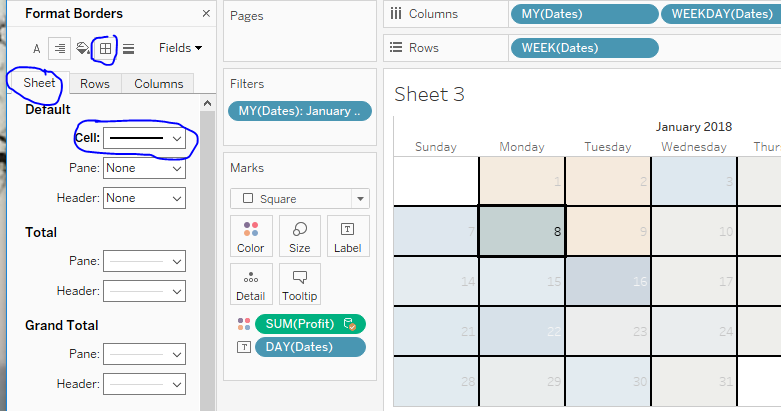 Format Borders
×
A
Fields
Sheet
Rows
Columns
Default
Cell:
Pane: None
Header: None
Total
Pane:
Header:
Grand Total
Pane:
Header:
Pages
Filters
MY(Dates): January ..
Marks
Square
Color
Size
T
Label
Detail
Tooltip
SUM(Profit)
T DAY(Dates)
Columns MY(Dates) WEEKDAY(Dates)
Rows WEEK(Dates)
Sheet 3
January 2018
Sunday Monday Tuesday Wednesday Thurs
1 2 3
7 8 9 10
14 15 16 17
21 22 23 24
28 29 30 31